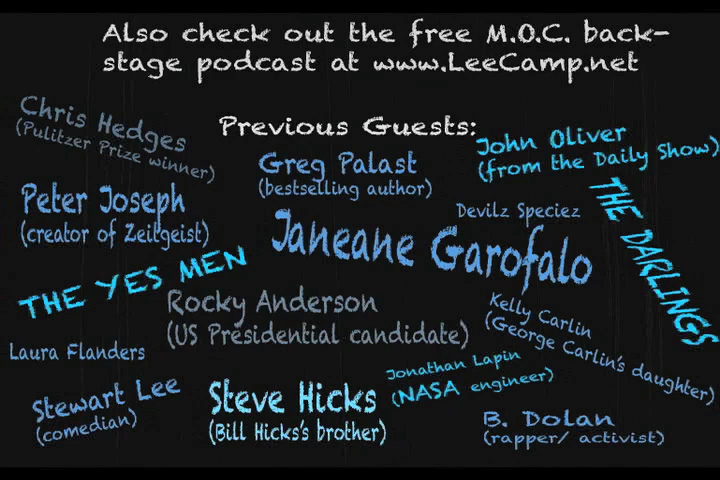 Also check out the free M.O.C. back-
stage podcast at www.LeeCamp.net
Previous Guests:
Chris Hedges
(Pulitzer Prize winner)
Greg Palast
(bestselling author)
John Oliver
(from the Daily Show)
Peter Joseph
(creator of Zeitgeist)
Devilz Speciez
Janeane Garofalo
THE DARLINGS
THE YES MEN
Rocky Anderson
(US Presidential candidate)
Kelly Carlin
(George Carlin's daughter)
Laura Flanders
Jonathan Lapin
(NASA engineer)
Stewart Lee
(comedian)
Steve Hicks
(Bill Hicks's brother)
B. Dolan
(rapper/ activist)